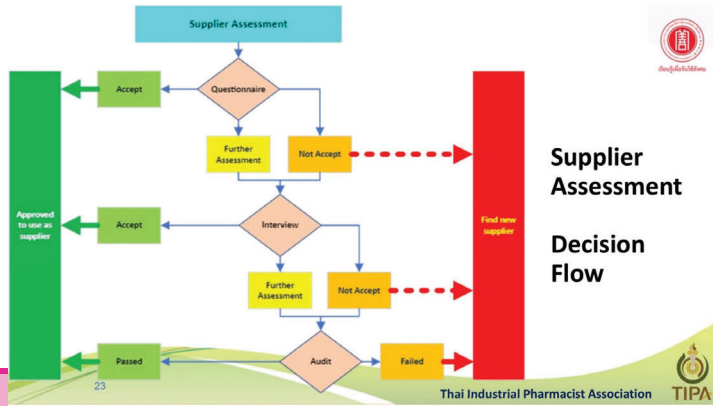 Supplier Assessment
Accept
Questionnaire
Further
Assessment
Not Accept
Approved
to use as
supplier
Accept
Interview
Find new
supplier
Further
Assessment
Not Accept
Passed
Audit
Failed
Supplier
Assessment
Decision
Flow
23
Thai Industrial Pharmacist Association
TIPA